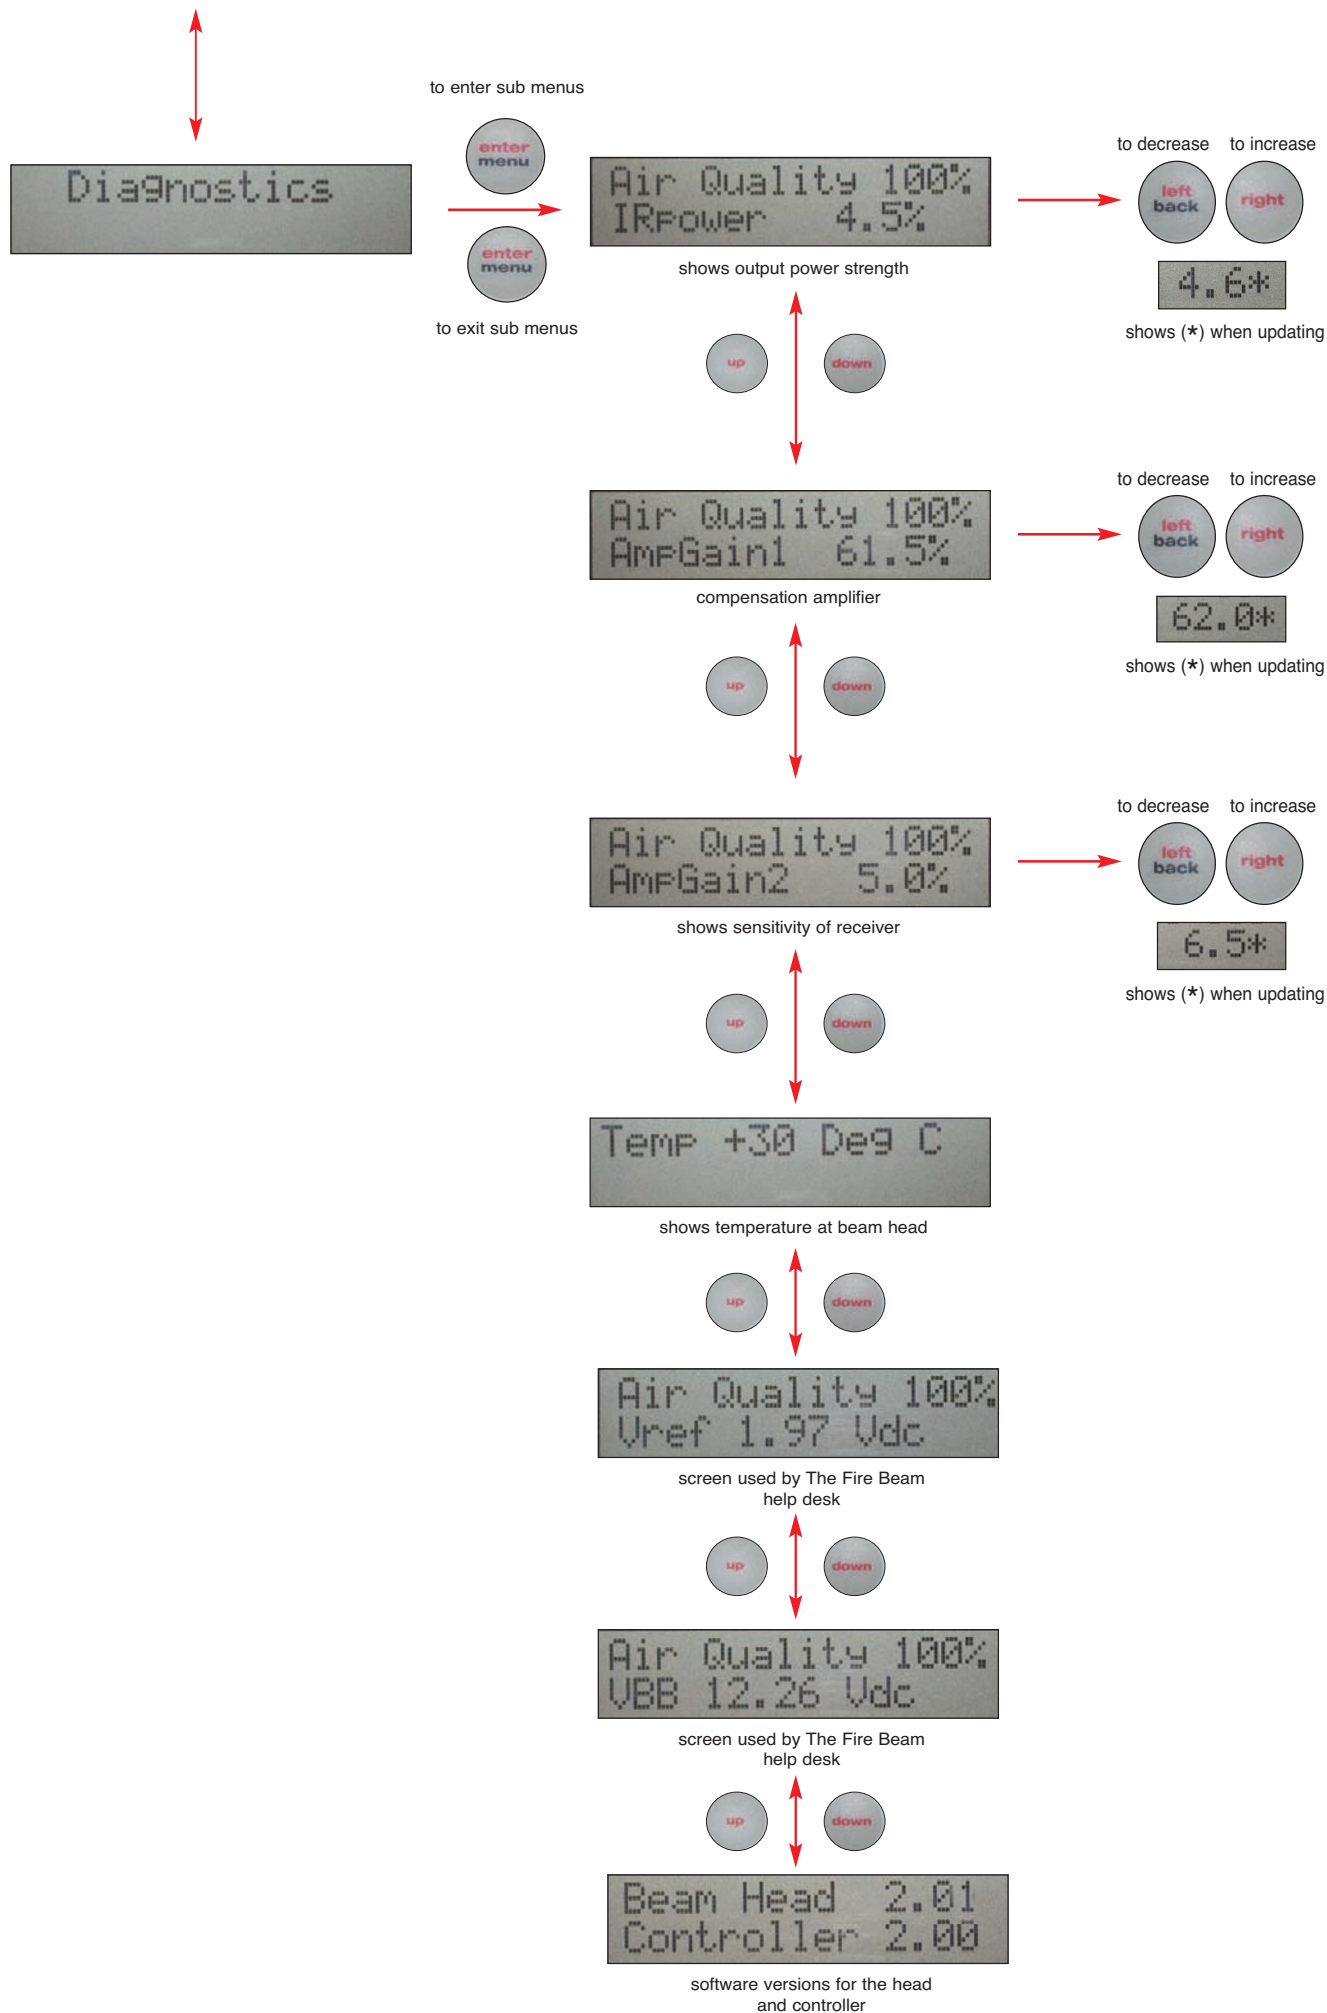 to enter sub menus
enter
menu
Diagnostics
enter
menu
to exit sub menus
Air Quality 100%
IRpower 4.5%
shows output power strength
to decrease to increase
left
back
right
4.6*
shows (*) when updating
up
down
Air Quality 100%
AmpGain1 61.5%
compensation amplifier
to decrease to increase
left
back
right
62.0*
shows (*) when updating
up
down
Air Quality 100%
AmpGain2 5.0%
shows sensitivity of receiver
to decrease to increase
left
back
right
6.5*
shows (*) when updating
up
down
Temp +30 Deg C
shows temperature at beam head
up
down
Air Quality 100%
Vref 1.97 Vdc
screen used by The Fire Beam
help desk
up
down
Air Quality 100%
VBB 12.26 Vdc
screen used by The Fire Beam
help desk
up
down
Beam Head 2.01
Controller 2.00
software versions for the head
and controller